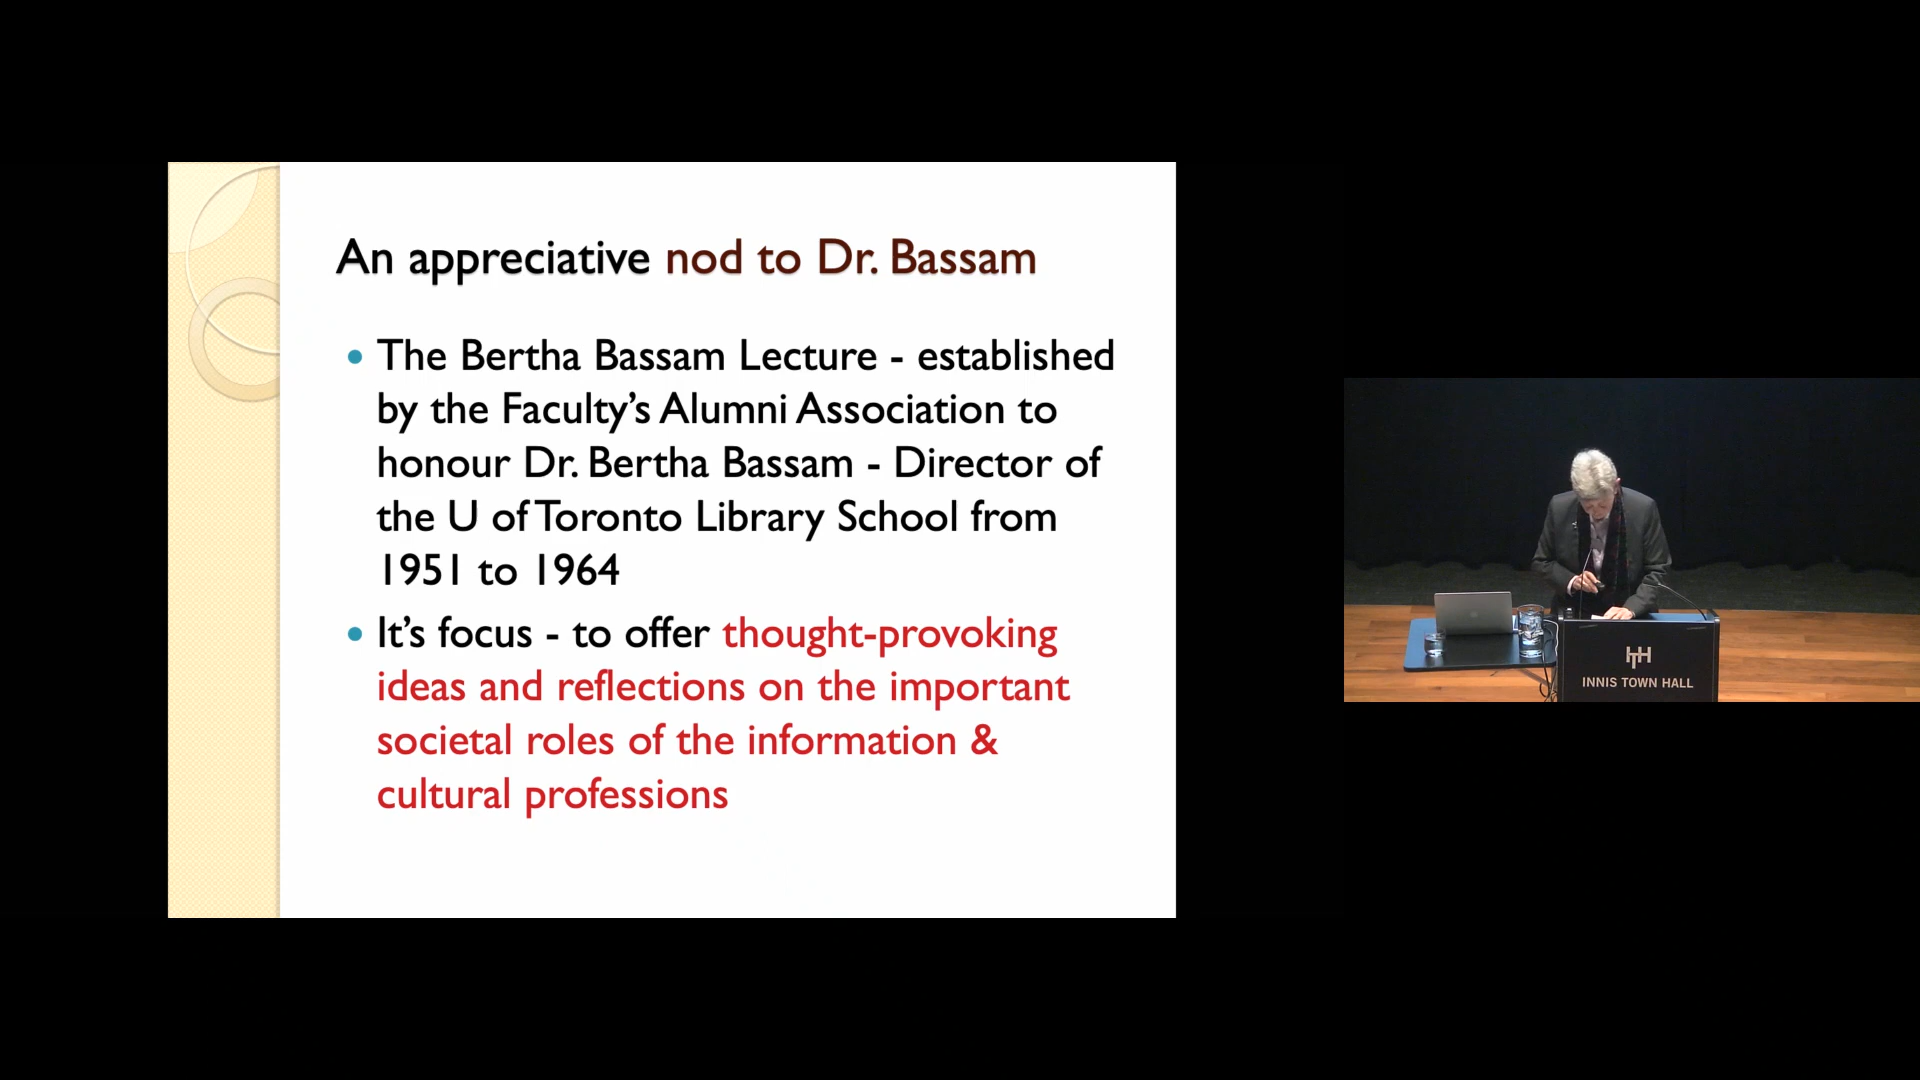 An appreciative nod to Dr. Bassam
The Bertha Bassam Lecture - established
by the Faculty's Alumni Association to
honour Dr. Bertha Bassam - Director of
the U of Toronto Library School from
1951 to 1964
It's focus - to offer thought-provoking
ideas and reflections on the important
societal roles of the information &
cultural professions
INNIS TOWN HALL